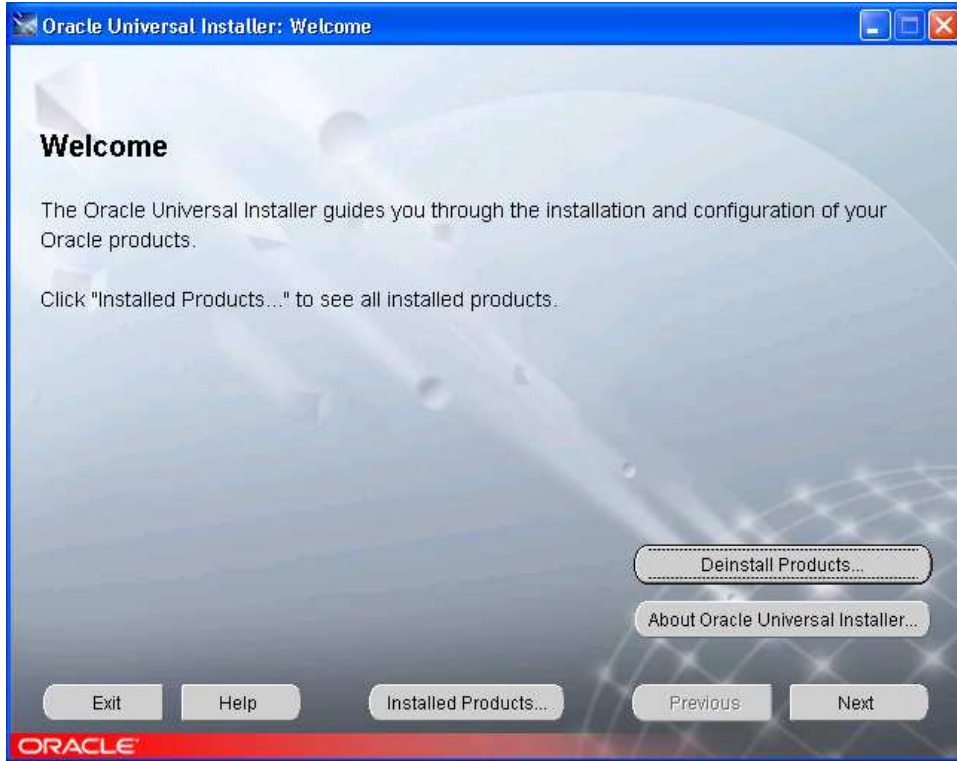 Oracle Universal Installer: Welcome
Welcome
The Oracle Universal Installer guides you through the installation and configuration of your
Oracle products.
Click "Installed Products..." to see all installed products.
Deinstall Products...
About Oracle Universal Installer...
Exit
Help
Installed Products...
Previous
Next
ORACLE